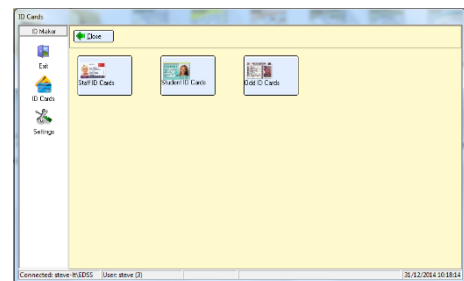 ID Cards
ID Maker
Close
Exit
ID Cards
Settings
Staff ID Cards
Student ID Cards
Odd ID Cards
Connected: steve-lt\EDSS User: steve (3) 31/12/2014 10:18:14